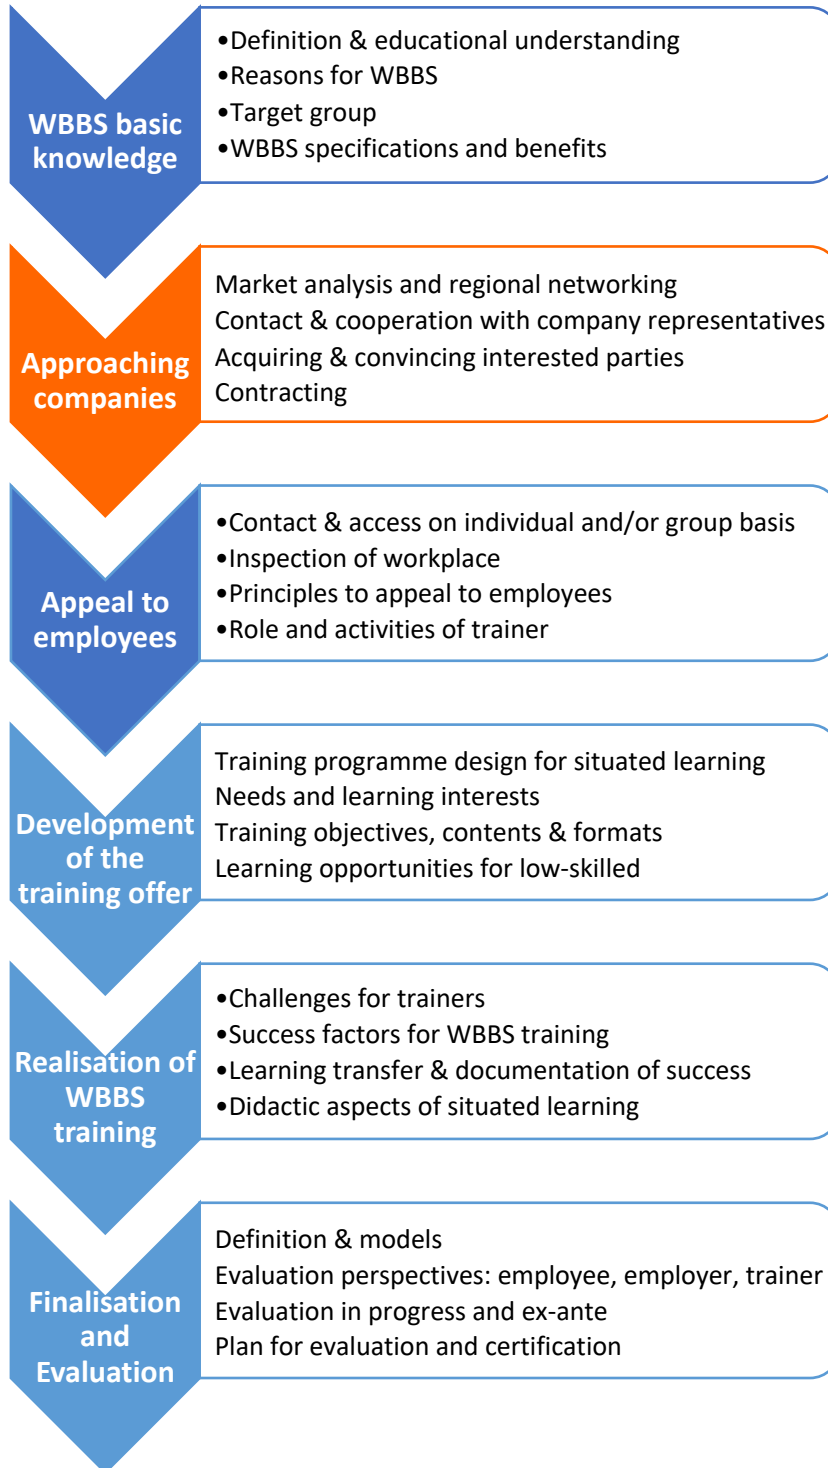 WBBS basic
knowledge
•Definition & educational understanding
•Reasons for WBBS
•Target group
•WBBS specifications and benefits
Approaching
companies
Market analysis and regional networking
Contact & cooperation with company representatives
Acquiring & convincing interested parties
Contracting
Appeal to
employees
•Contact & access on individual and/or group basis
•Inspection of workplace
•Principles to appeal to employees
•Role and activities of trainer
Development
of the
training offer
Training programme design for situated learning
Needs and learning interests
Training objectives, contents & formats
Learning opportunities for low-skilled
Realisation of
WBBS
training
•Challenges for trainers
•Success factors for WBBS training
•Learning transfer & documentation of success
•Didactic aspects of situated learning
Finalisation
and
Evaluation
Definition & models
Evaluation perspectives: employee, employer, trainer
Evaluation in progress and ex-ante
Plan for evaluation and certification